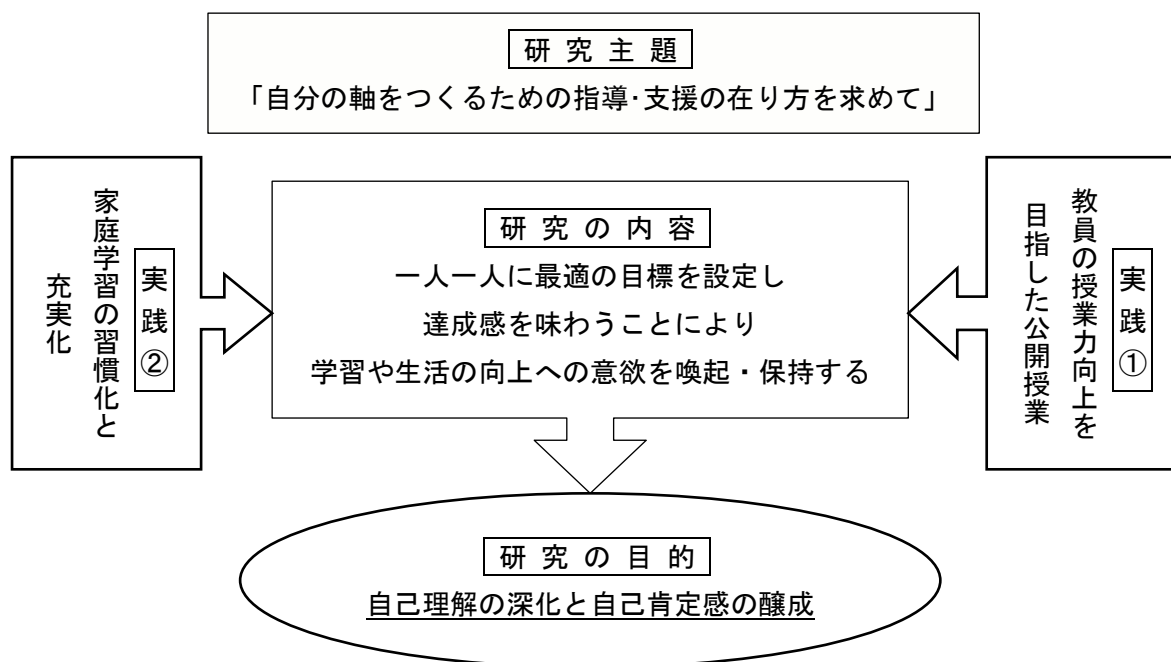 研究主題
「自分の軸をつくるための指導・支援の在り方を求めて」
実践①
教員の授業力向上を
目指した公開授業
研究の内容
一人一人に最適の目標を設定し
達成感を味わうことにより
学習や生活の向上への意欲を喚起・保持する
実践②
家庭学習の習慣化と
充実化
研究の目的
自己理解の深化と自己肯定感の醸成